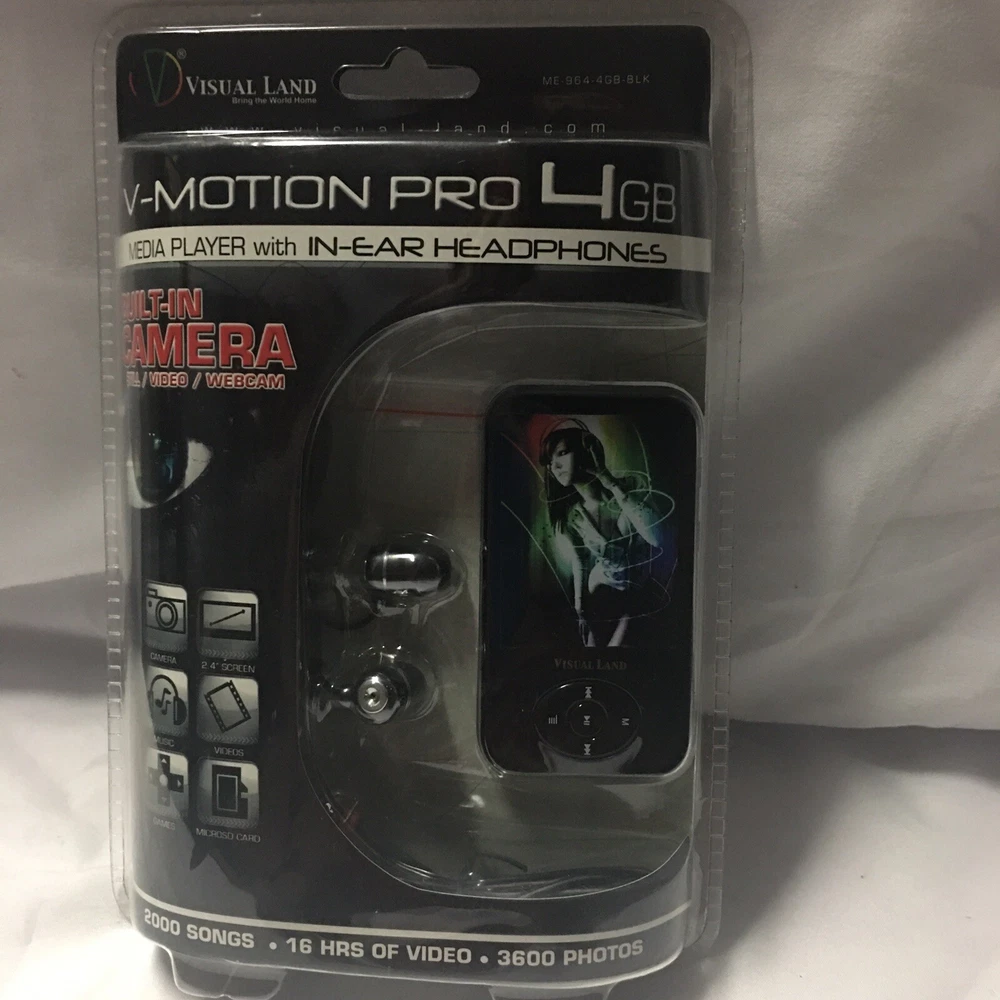 VISUAL LAND
Bring the World Home
ME-964-4GB-BLK
www.visual-land.com
V-MOTION PRO 4GB
MEDIA PLAYER with IN-EAR HEADPHONES
BUILT-IN
CAMERA
STILL / VIDEO / WEBCAM
CAMERA
2.4" SCREEN
MUSIC
VIDEOS
GAMES
MICROSD CARD
VISUAL LAND
M
2000 SONGS • 16 HRS OF VIDEO • 3600 PHOTOS